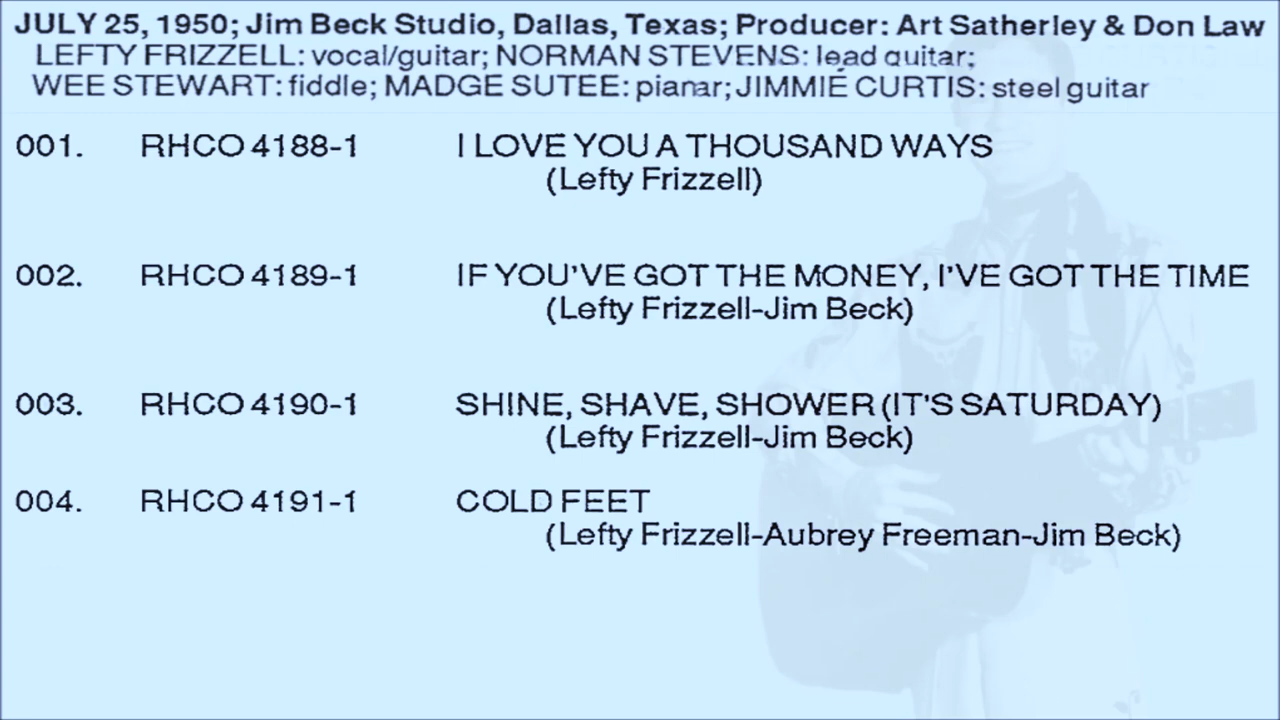 JULY 25, 1950; Jim Beck Studio, Dallas, Texas; Producer: Art Satherley & Don Law
LEFTY FRIZZELL: vocal/guitar; NORMAN STEVENS: lead guitar;
WEE STEWART: fiddle; MADGE SUTEE: pianar; JIMMIE CURTIS: steel guitar
001. RHCO 4188-1 I LOVE YOU A THOUSAND WAYS
(Lefty Frizzell)
002. RHCO 4189-1 IF YOU'VE GOT THE MONEY, I'VE GOT THE TIME
(Lefty Frizzell-Jim Beck)
003. RHCO 4190-1 SHINE, SHAVE, SHOWER (IT'S SATURDAY)
(Lefty Frizzell-Jim Beck)
004. RHCO 4191-1 COLD FEET
(Lefty Frizzell-Aubrey Freeman-Jim Beck)